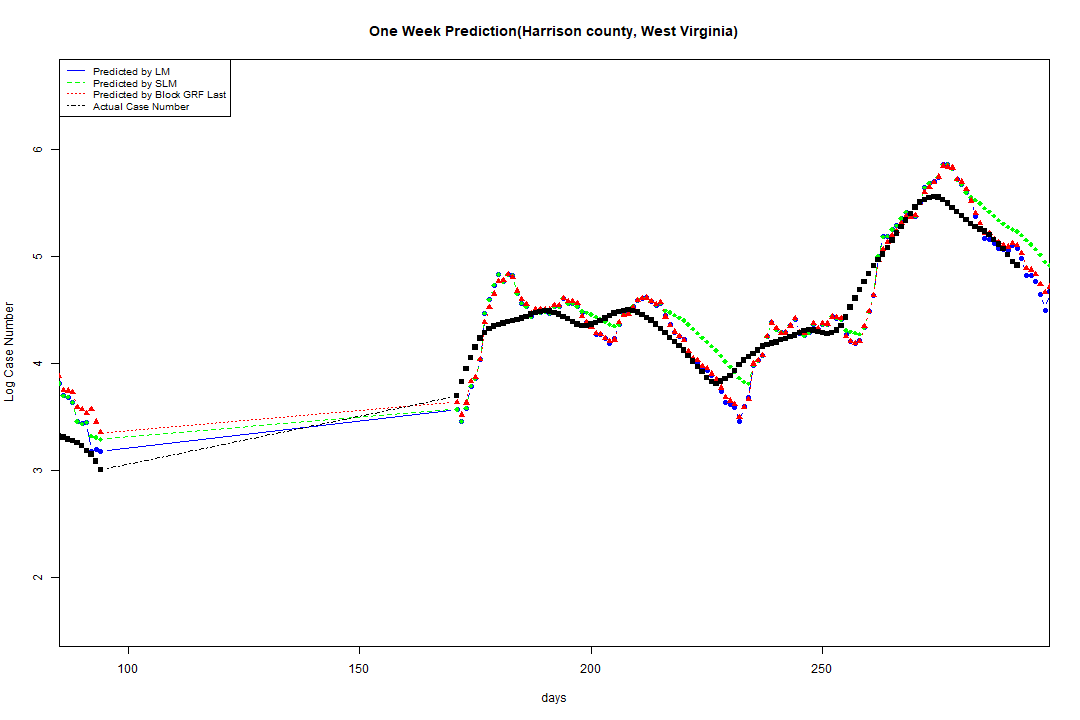 One Week Prediction(Harrison county, West Virginia)
Predicted by LM
Predicted by SLM
Predicted by Block GRF Last
Actual Case Number
Log Case Number
6
5
4
3
2
100
150
200
250
days